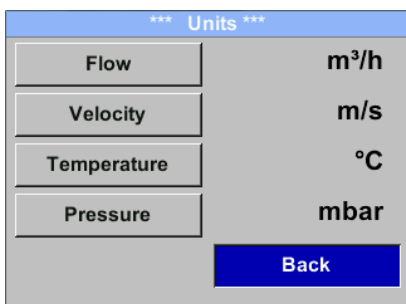 *** Units ***
Flow m³/h
Velocity m/s
Temperature °C
Pressure mbar
Back